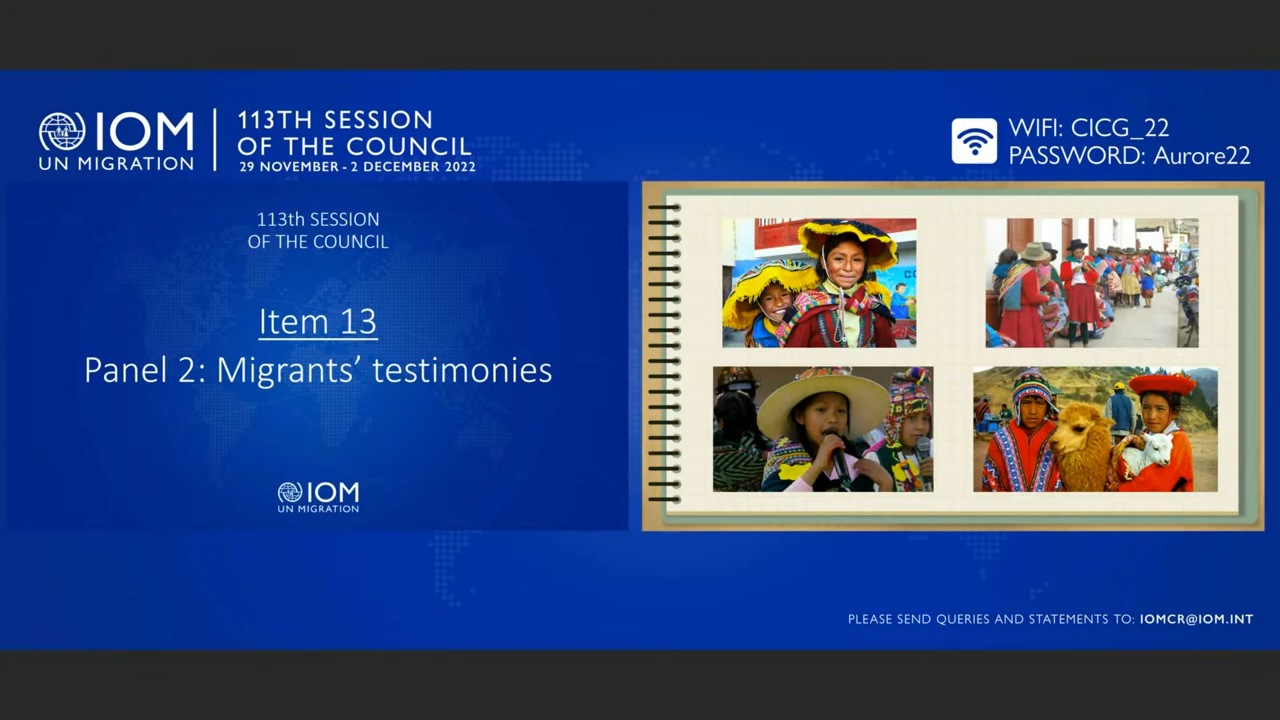 IOM
UN MIGRATION
113TH SESSION
OF THE COUNCIL
29 NOVEMBER - 2 DECEMBER 2022
WIFI: CICG_22
PASSWORD: Aurore22
113th SESSION
OF THE COUNCIL
Item 13
Panel 2: Migrants’ testimonies
IOM
UN MIGRATION
PLEASE SEND QUERIES AND STATEMENTS TO: IOMCR@IOM.INT